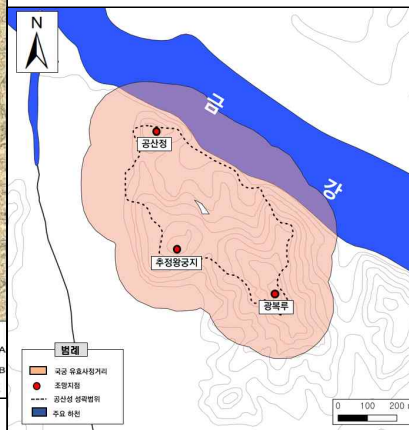 N
금
강
공산정
추정왕궁지
광복루
범례
국궁 유효사정거리
조망지점
공산성 성곽범위
주요 하천
0 100 200
A
B